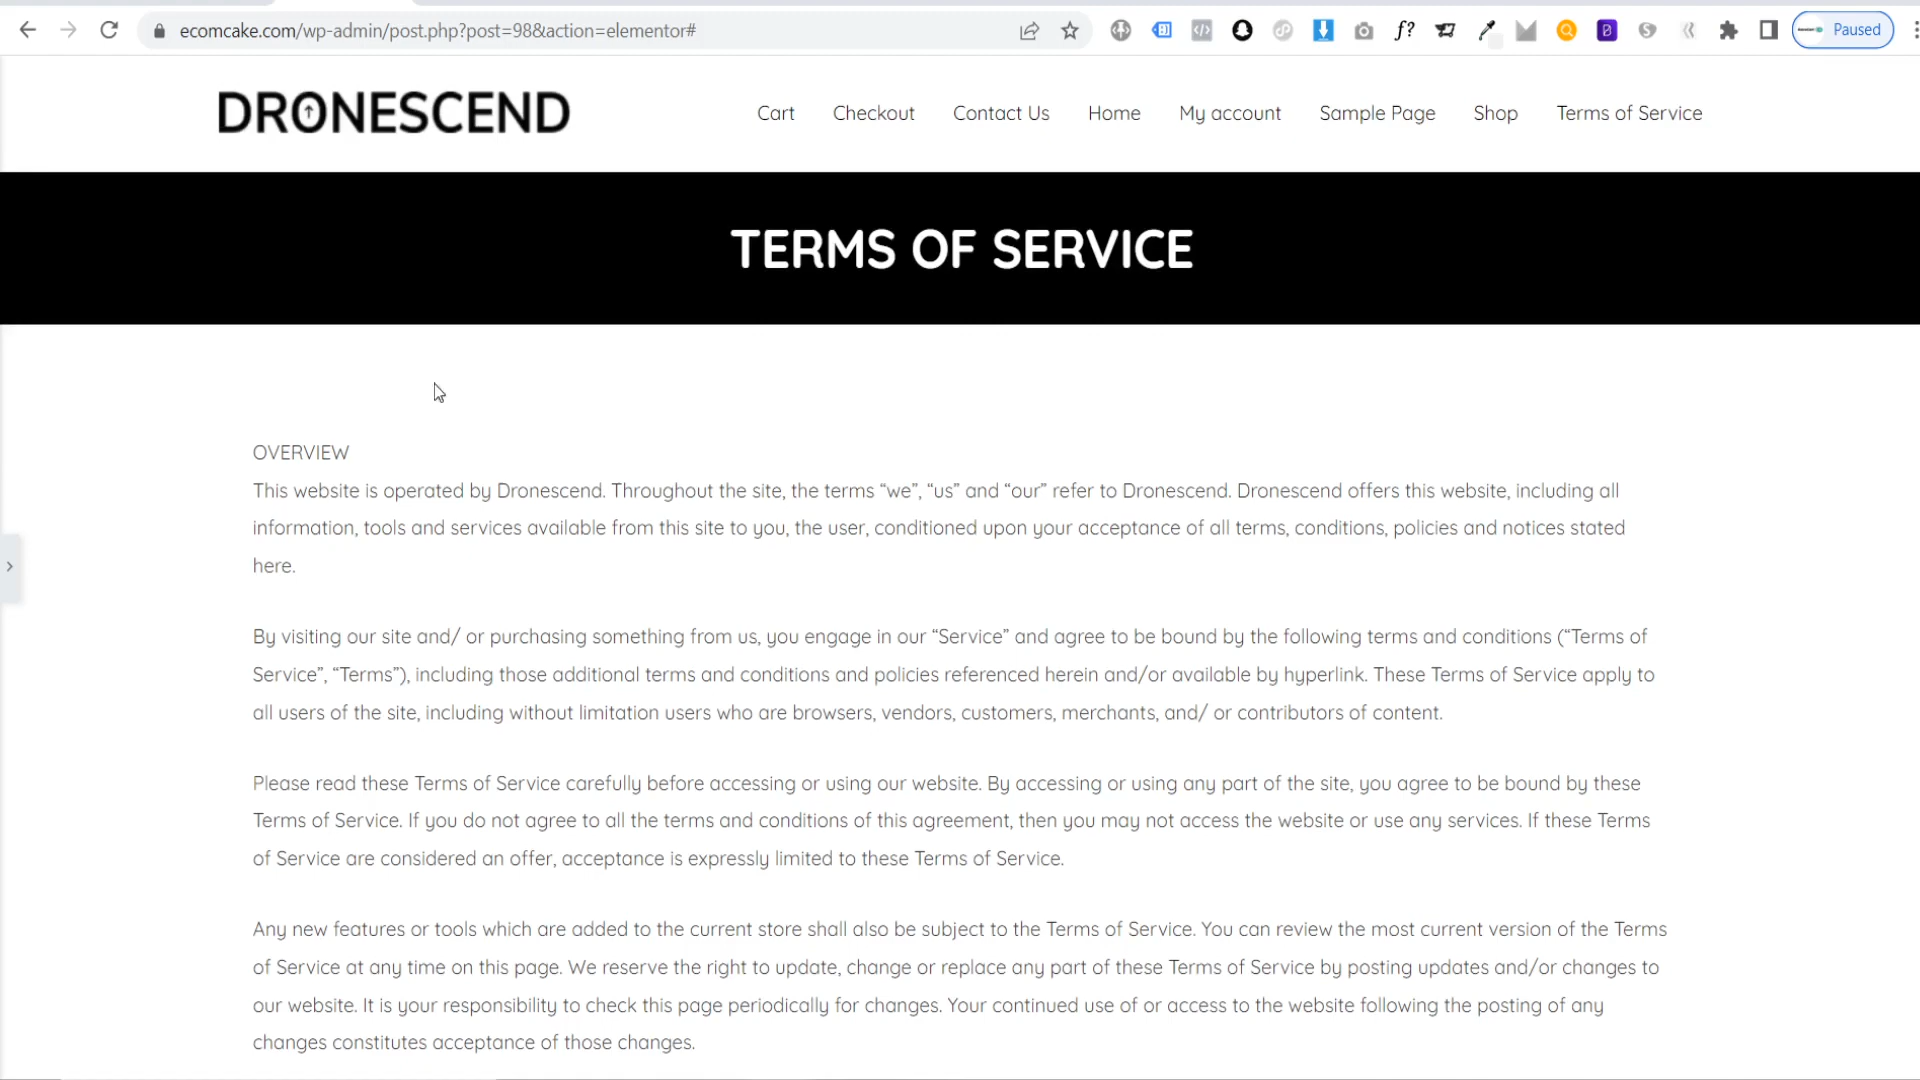 ecomcake.com/wp-admin/post.php?post=98&action=elementor#
Paused
DRONESCEND
Cart Checkout Contact Us Home My account Sample Page Shop Terms of Service
TERMS OF SERVICE
OVERVIEW
This website is operated by Dronescend. Throughout the site, the terms “we”, “us” and “our” refer to Dronescend. Dronescend offers this website, including all
information, tools and services available from this site to you, the user, conditioned upon your acceptance of all terms, conditions, policies and notices stated
here.
By visiting our site and/ or purchasing something from us, you engage in our “Service” and agree to be bound by the following terms and conditions (“Terms of
Service”, “Terms”), including those additional terms and conditions and policies referenced herein and/or available by hyperlink. These Terms of Service apply to
all users of the site, including without limitation users who are browsers, vendors, customers, merchants, and/ or contributors of content.
Please read these Terms of Service carefully before accessing or using our website. By accessing or using any part of the site, you agree to be bound by these
Terms of Service. If you do not agree to all the terms and conditions of this agreement, then you may not access the website or use any services. If these Terms
of Service are considered an offer, acceptance is expressly limited to these Terms of Service.
Any new features or tools which are added to the current store shall also be subject to the Terms of Service. You can review the most current version of the Terms
of Service at any time on this page. We reserve the right to update, change or replace any part of these Terms of Service by posting updates and/or changes to
our website. It is your responsibility to check this page periodically for changes. Your continued use of or access to the website following the posting of any
changes constitutes acceptance of those changes.